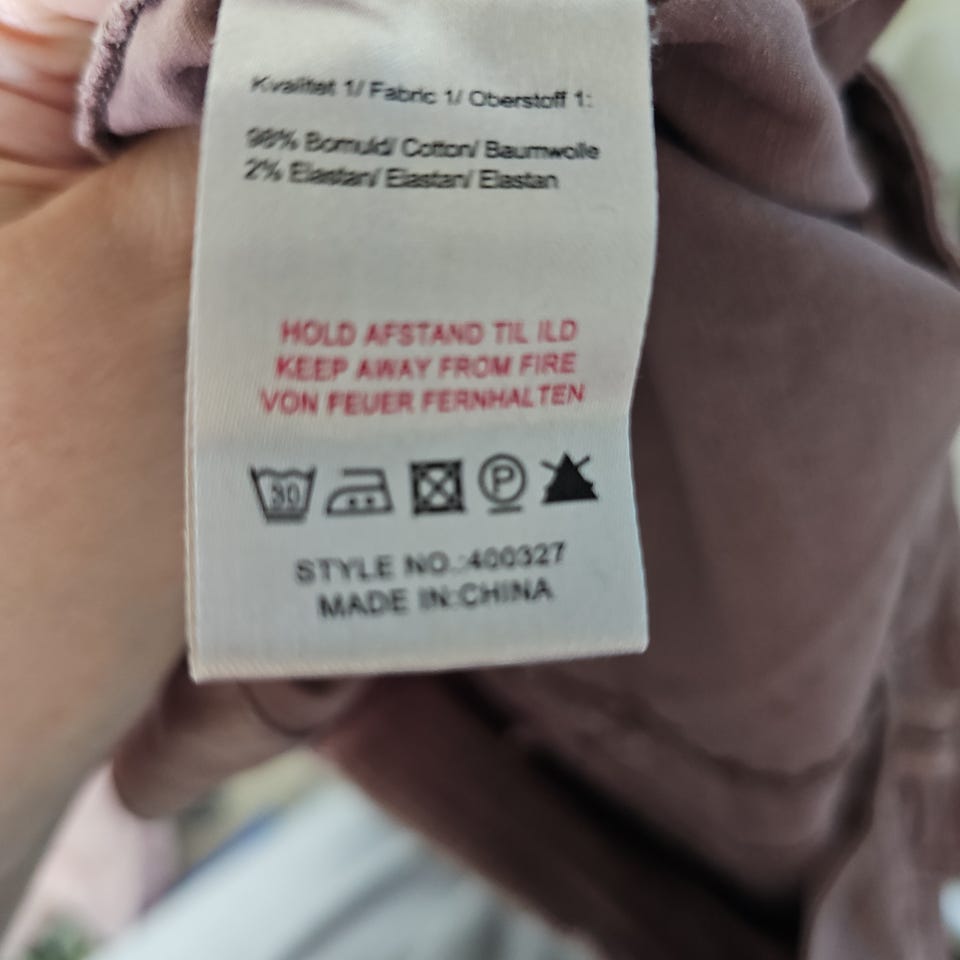 Kvalitet 1/ Fabric 1/ Oberstoff 1:
98% Bomuld/ Cotton/ Baumwolle
2% Elastan/ Elastan/ Elastan
HOLD AFSTAND TIL ILD
KEEP AWAY FROM FIRE
VON FEUER FERNHALTEN
30 P
STYLE NO.:400327
MADE IN:CHINA